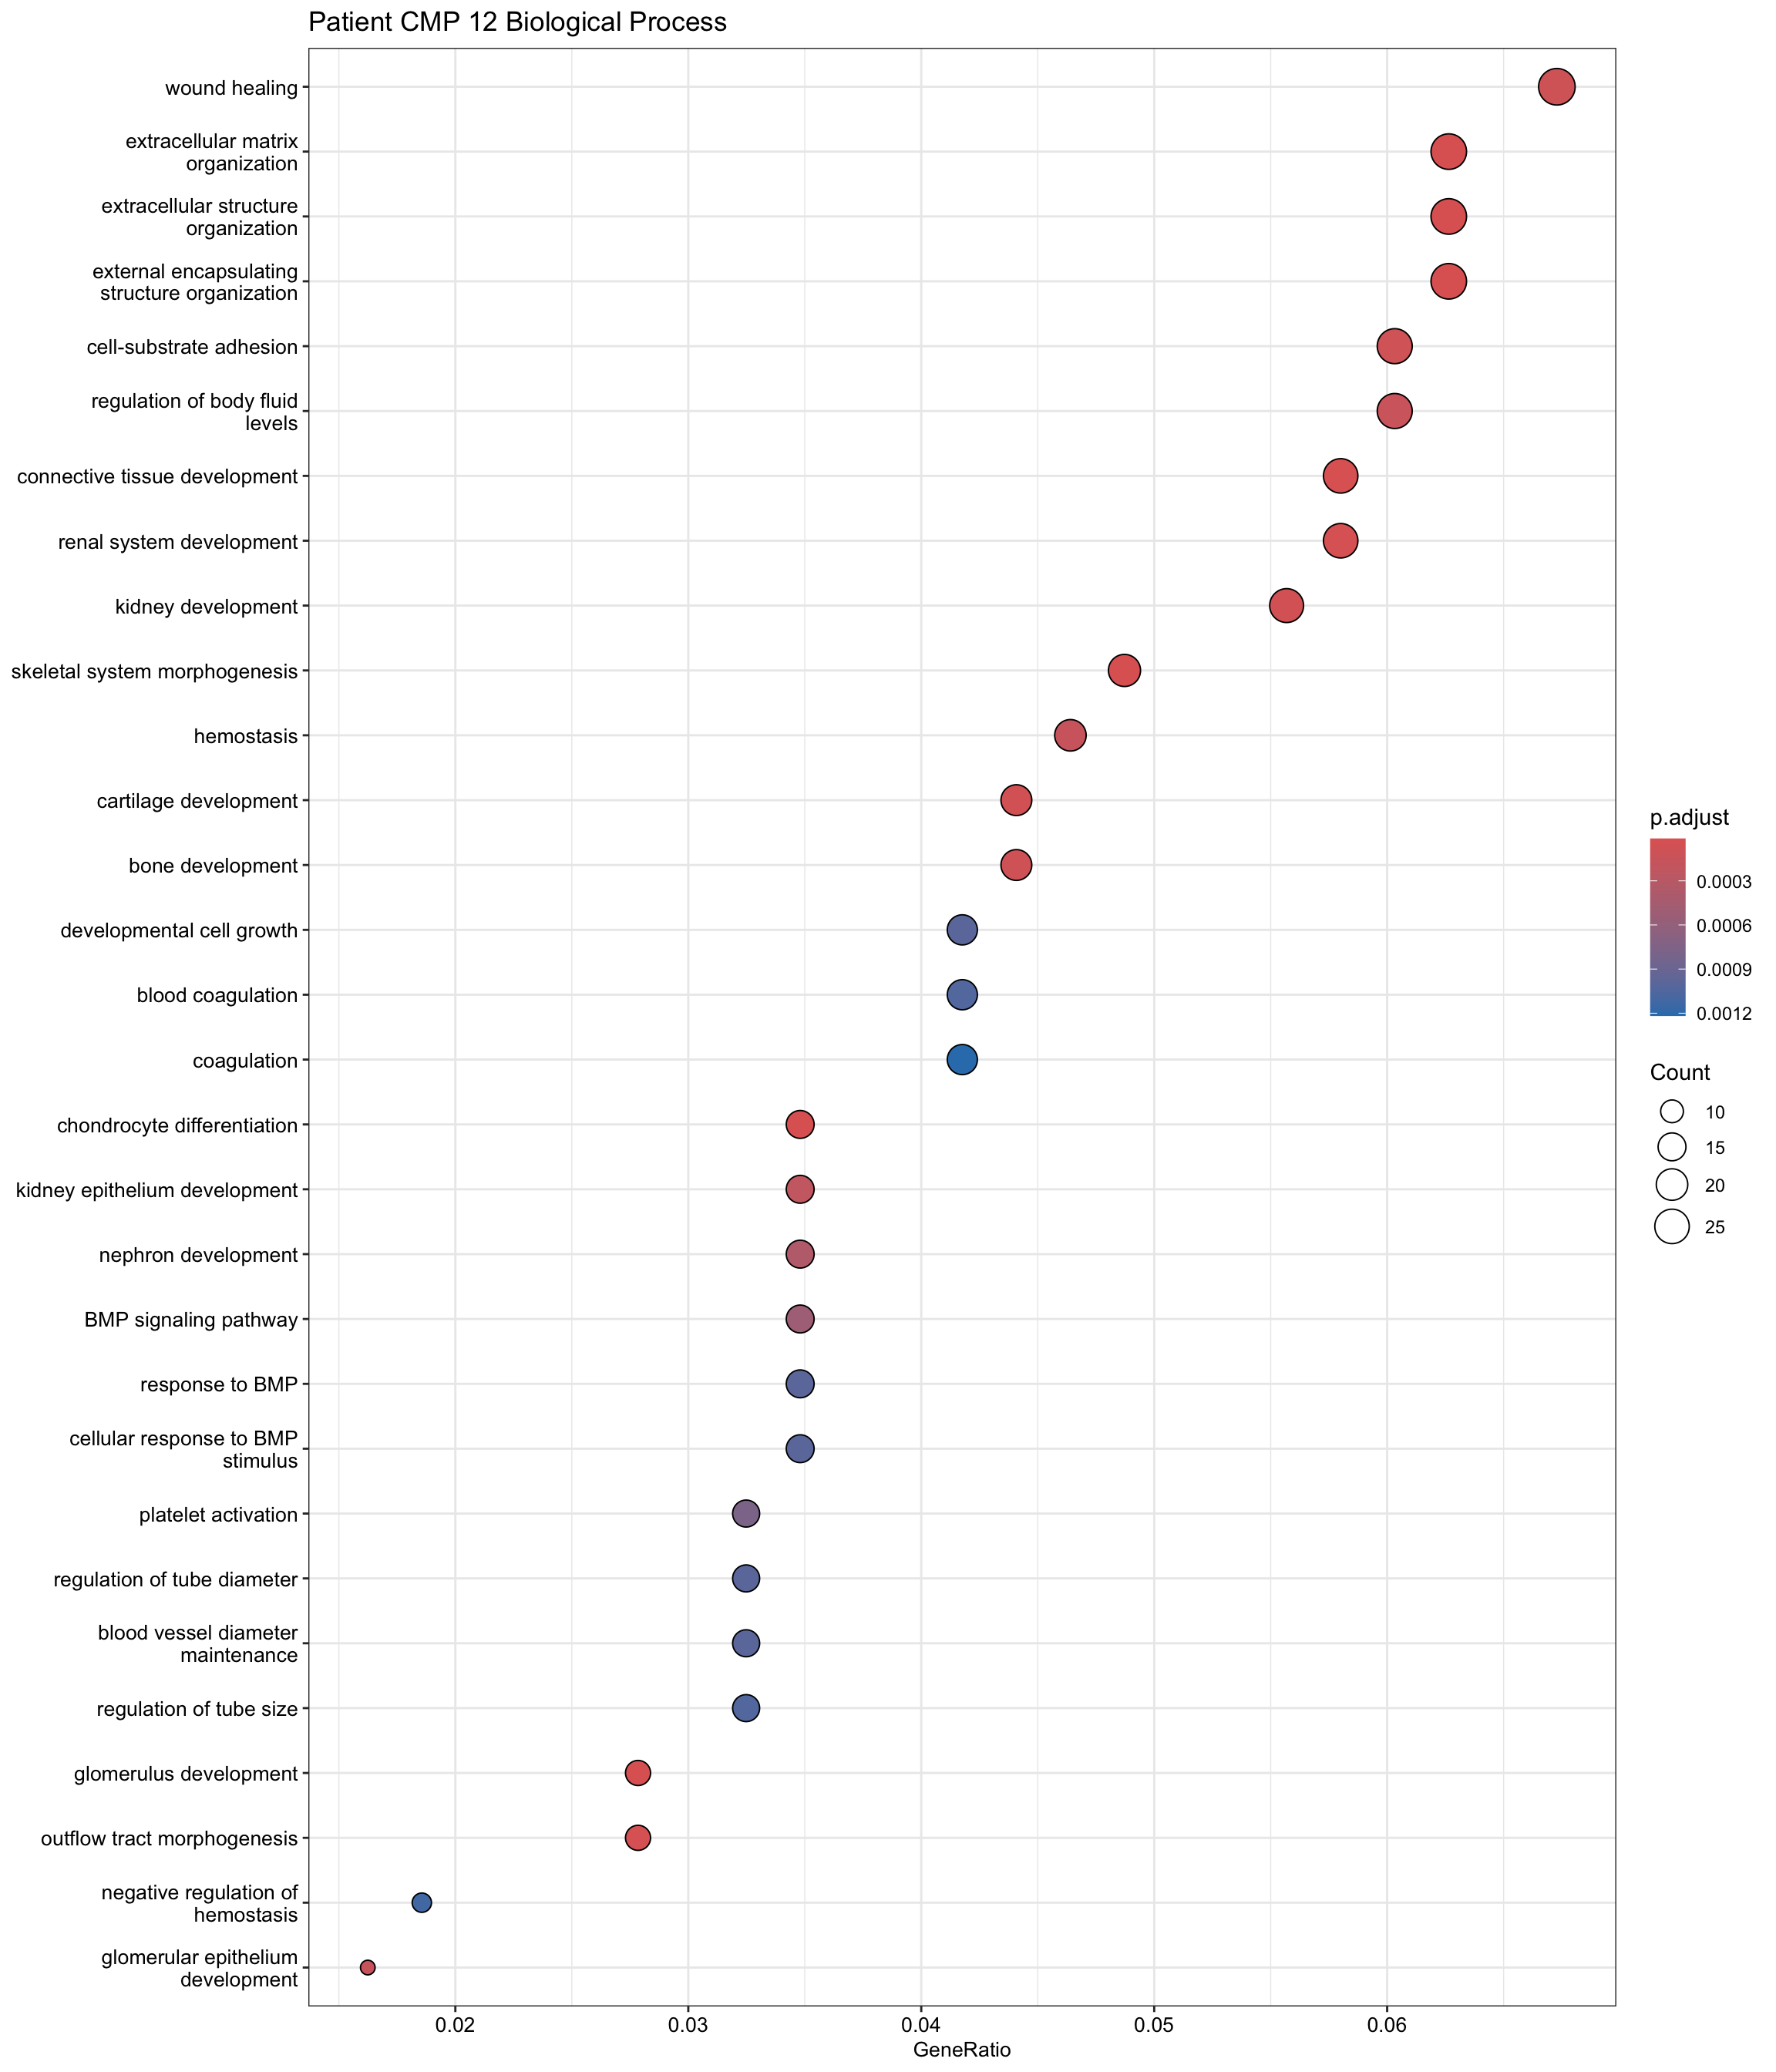 Patient CMP 12 Biological Process
wound healing
extracellular matrix
organization
extracellular structure
organization
external encapsulating
structure organization
cell-substrate adhesion
regulation of body fluid
levels
connective tissue development
renal system development
kidney development
skeletal system morphogenesis
hemostasis
cartilage development
bone development
developmental cell growth
blood coagulation
coagulation
chondrocyte differentiation
kidney epithelium development
nephron development
BMP signaling pathway
response to BMP
cellular response to BMP
stimulus
platelet activation
regulation of tube diameter
blood vessel diameter
maintenance
regulation of tube size
glomerulus development
outflow tract morphogenesis
negative regulation of
hemostasis
glomerular epithelium
development
0.02 0.03 0.04 0.05 0.06
GeneRatio
p.adjust
0.0003
0.0006
0.0009
0.0012
Count
10
15
20
25